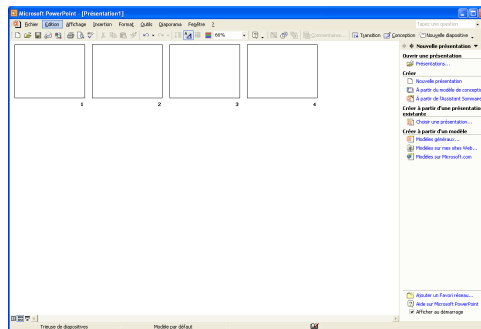 Microsoft PowerPoint - [Présentation1]
Fichier Edition Affichage Insertion Format Outils Diaporama Fenêtre ?
Tapez une question
66%
Commentaire...
Transition
Conception
Nouvelle diapositive
Nouvelle présentation
Ouvrir une présentation
Présentations...
Créer
Nouvelle présentation
À partir du modèle de conceptio
À partir de l'Assistant Sommaire
Créer à partir d'une présentatio
existante
Choisir une présentation...
Créer à partir d'un modèle
Modèles généraux...
Modèles sur mes sites Web...
Modèles sur Microsoft.com
1 2 3 4
Ajouter un Favori réseau...
Aide sur Microsoft PowerPoint
Afficher au démarrage
Trieuse de diapositives
Modèle par défaut